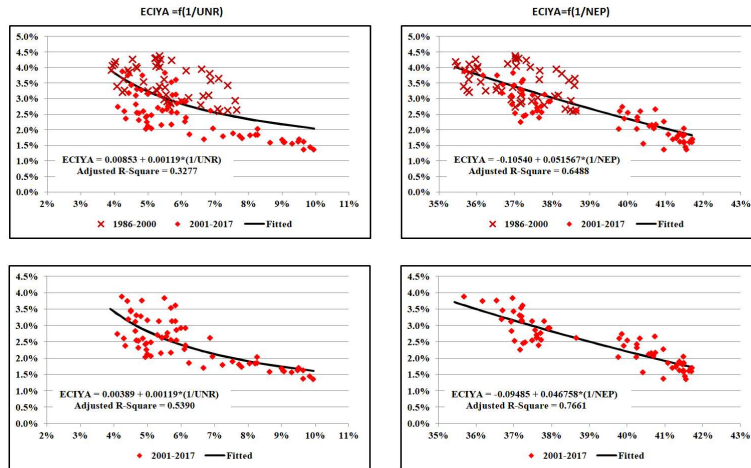 ECIYA =f(1/UNR)
5.0%
4.5%
4.0%
3.5%
3.0%
2.5%
2.0%
1.5%
1.0%
0.5%
0.0%
ECIYA = 0.00853 + 0.00119*(1/UNR)
Adjusted R-Square = 0.3277
2% 3% 4% 5% 6% 7% 8% 9% 10% 11%
1986-2000 2001-2017 Fitted
ECIYA=f(1/NEP)
5.0%
4.5%
4.0%
3.5%
3.0%
2.5%
2.0%
1.5%
1.0%
0.5%
0.0%
ECIYA = -0.10540 + 0.051567*(1/NEP)
Adjusted R-Square = 0.6488
35% 36% 37% 38% 39% 40% 41% 42% 43%
1986-2000 2001-2017 Fitted
4.5%
4.0%
3.5%
3.0%
2.5%
2.0%
1.5%
1.0%
0.5%
0.0%
ECIYA = 0.00389 + 0.00119*(1/UNR)
Adjusted R-Square = 0.5390
2% 3% 4% 5% 6% 7% 8% 9% 10% 11%
2001-2017 Fitted
4.5%
4.0%
3.5%
3.0%
2.5%
2.0%
1.5%
1.0%
0.5%
0.0%
ECIYA = -0.09485 + 0.046758*(1/NEP)
Adjusted R-Square = 0.7661
35% 36% 37% 38% 39% 40% 41% 42% 43%
2001-2017 Fitted